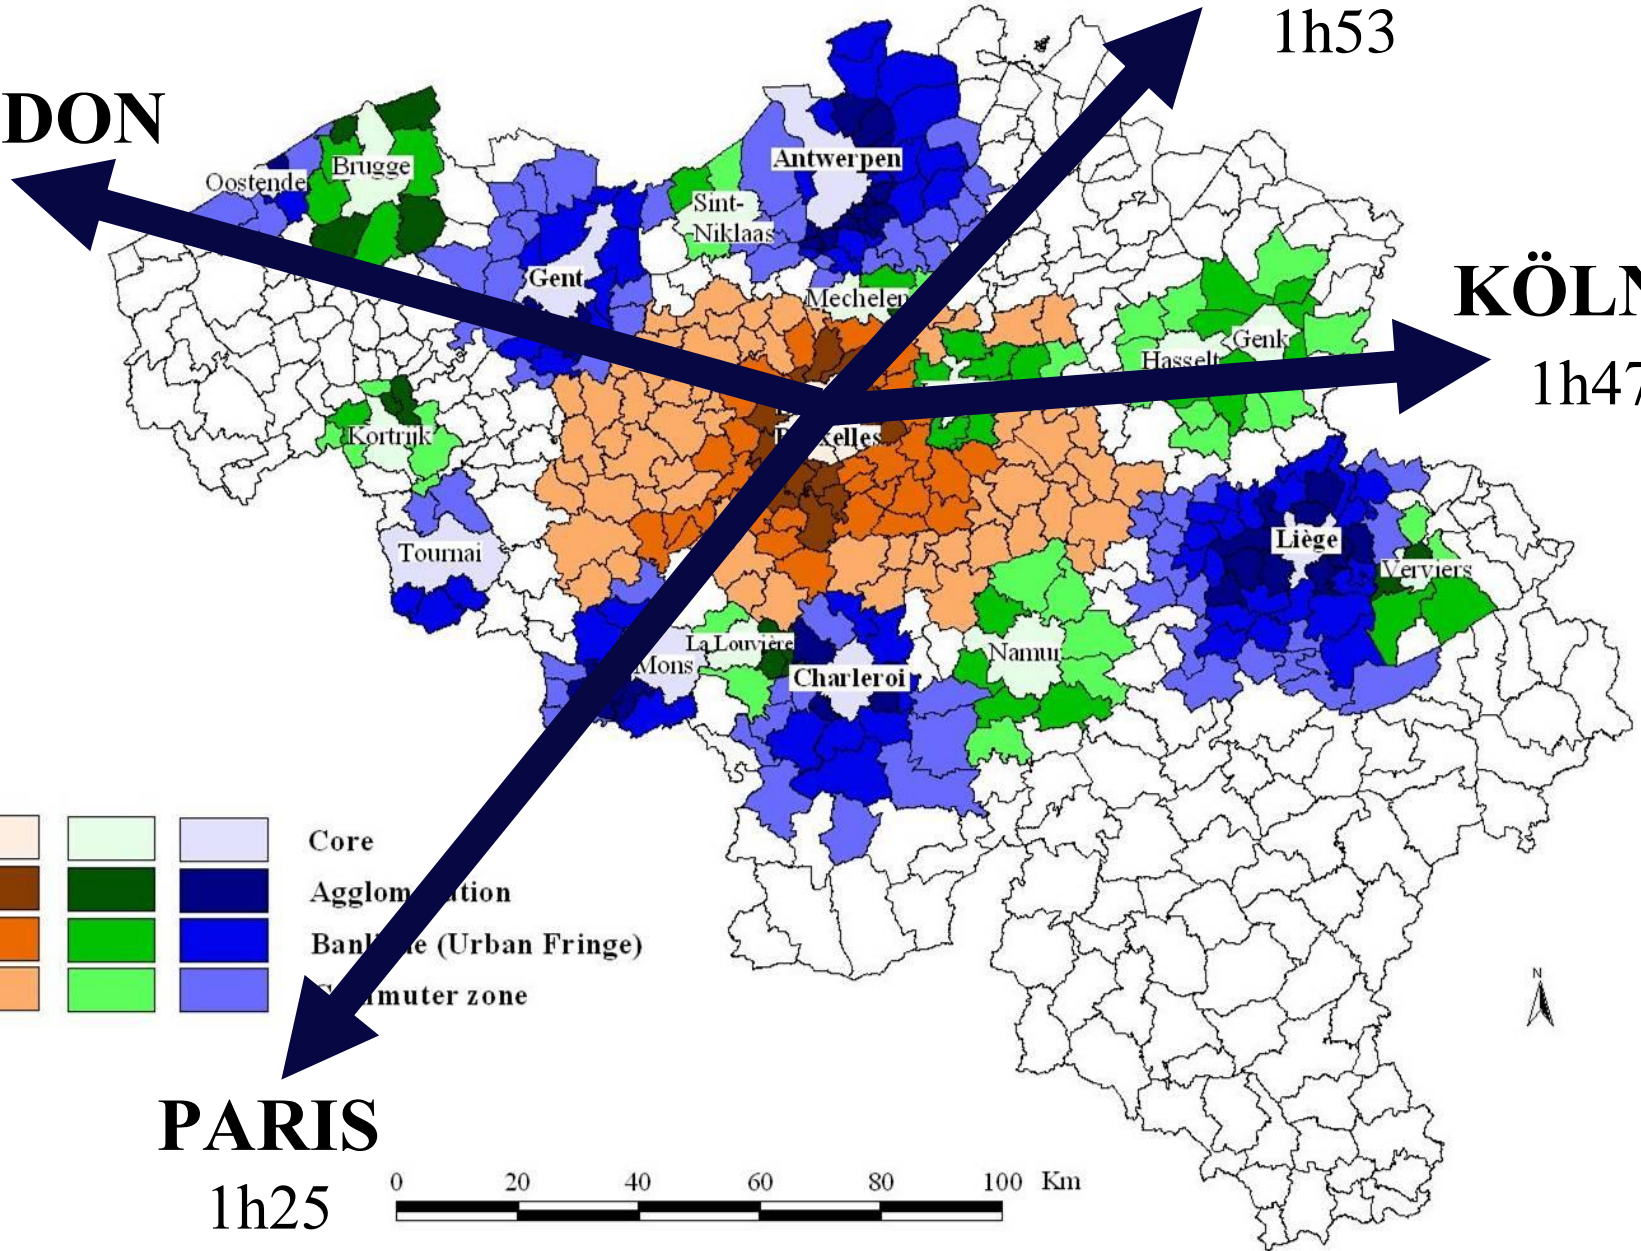 1h53
DON
Brugge
Oostende
Antwerpen
Sint-
Niklaas
Gent
Mechelen
KÖLN
1h47
Genk
Hasselt
Kortrijk
Tournai
Liège
Verviers
La Louvière
Mons
Charleroi
Namur
Core
(Urban Fringe)
zone
N
PARIS
1h25
0 20 40 60 80 100 Km